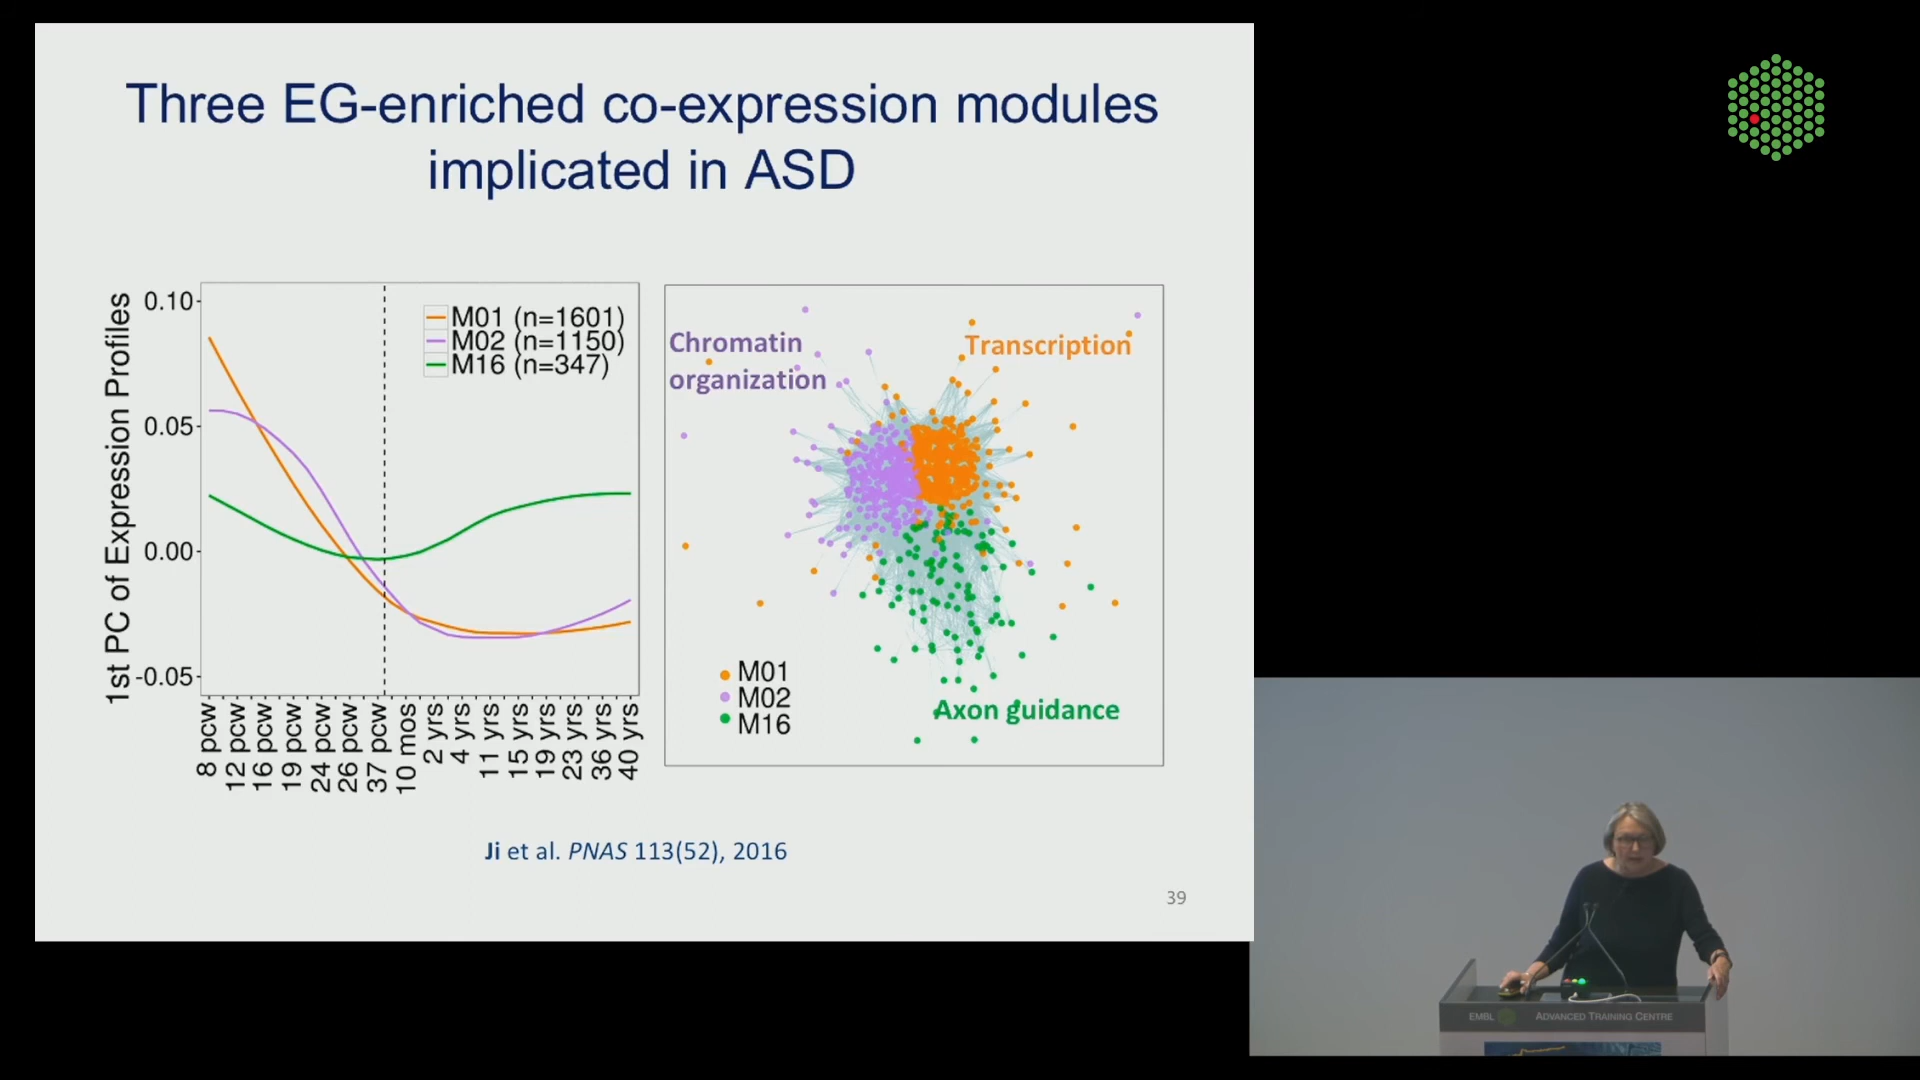 Three EG-enriched co-expression modules
implicated in ASD
1st PC of Expression Profiles
0.10
0.05
0.00
-0.05
M01 (n=1601)
M02 (n=1150)
M16 (n=347)
8 pcw
12 pcw
16 pcw
19 pcw
24 pcw
26 pcw
37 pcw
10 mos
2 yrs
4 yrs
11 yrs
15 yrs
19 yrs
23 yrs
36 yrs
40 yrs
Chromatin
organization
Transcription
M01
M02
M16
Axon guidance
Ji et al. PNAS 113(52), 2016
39
EMBL ADVANCED TRAINING CENTRE